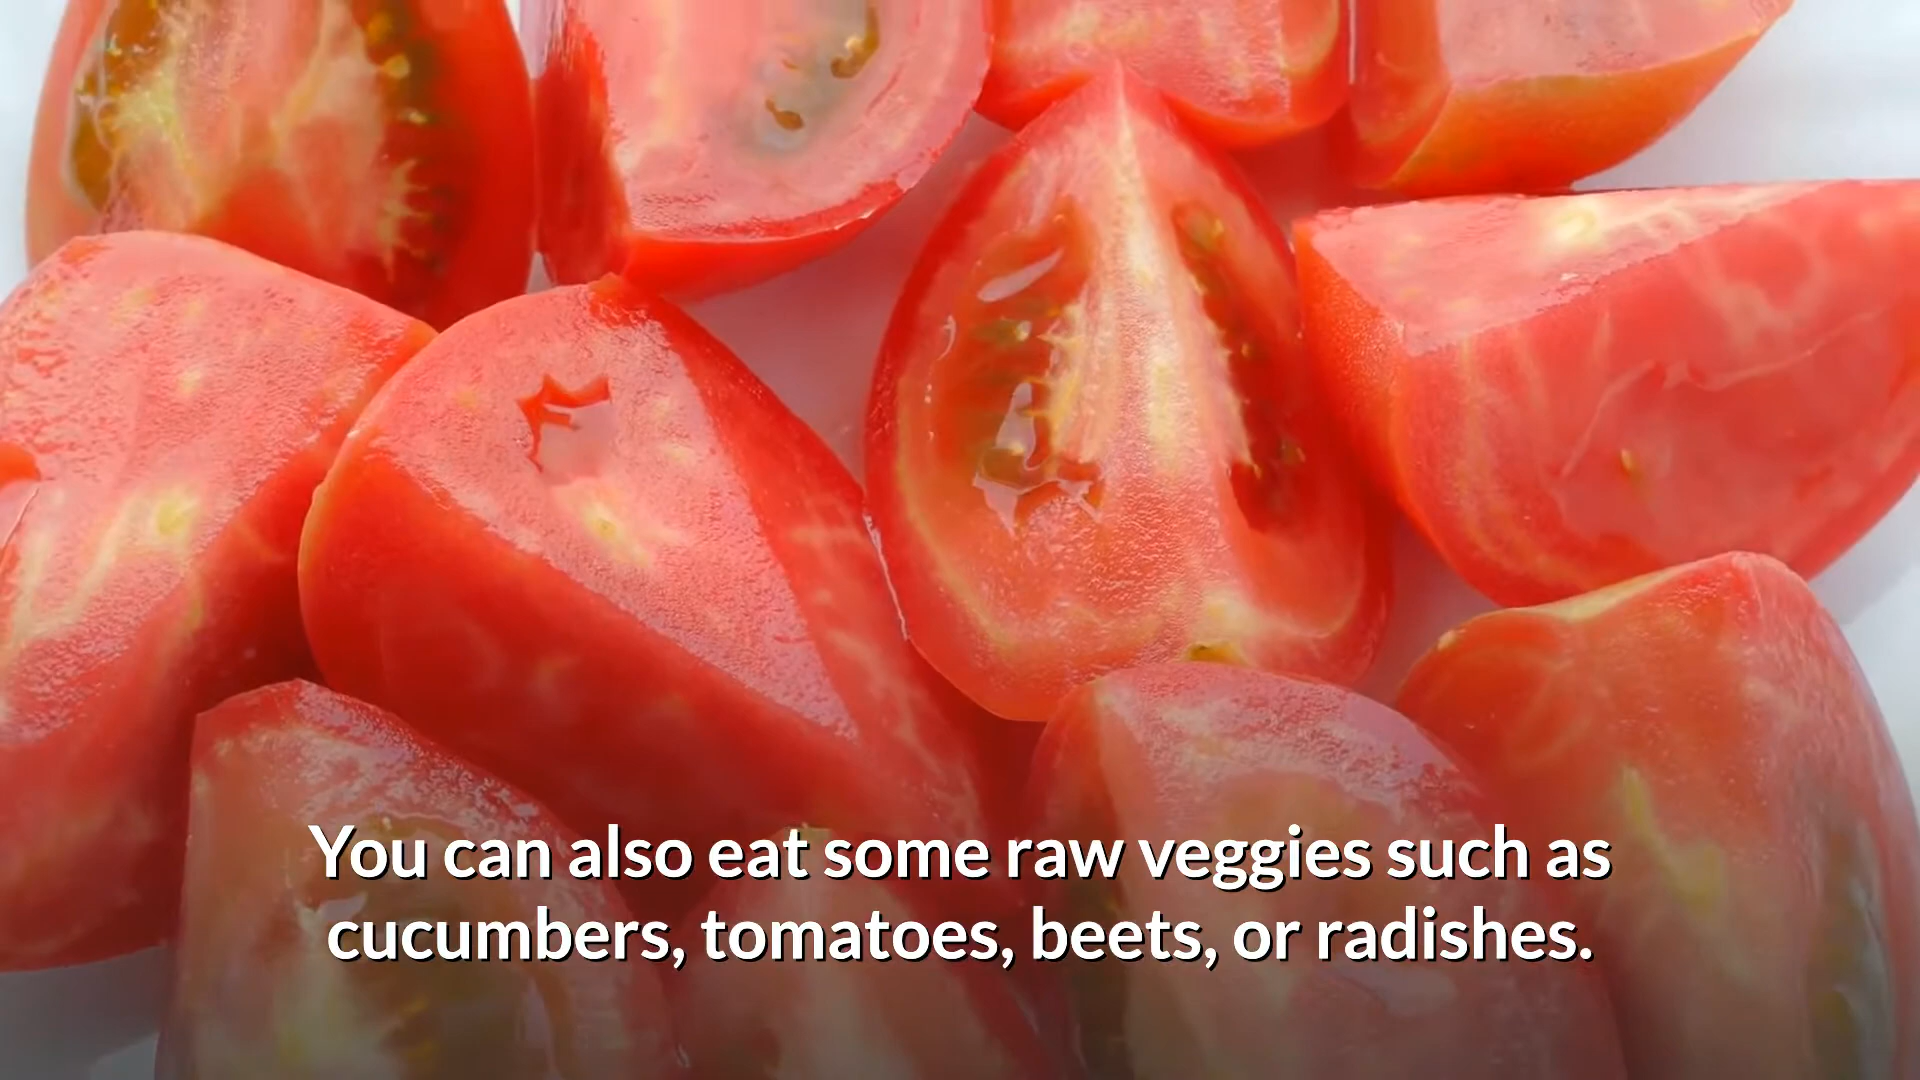 You can also eat some raw veggies such as
cucumbers, tomatoes, beets, or radishes.